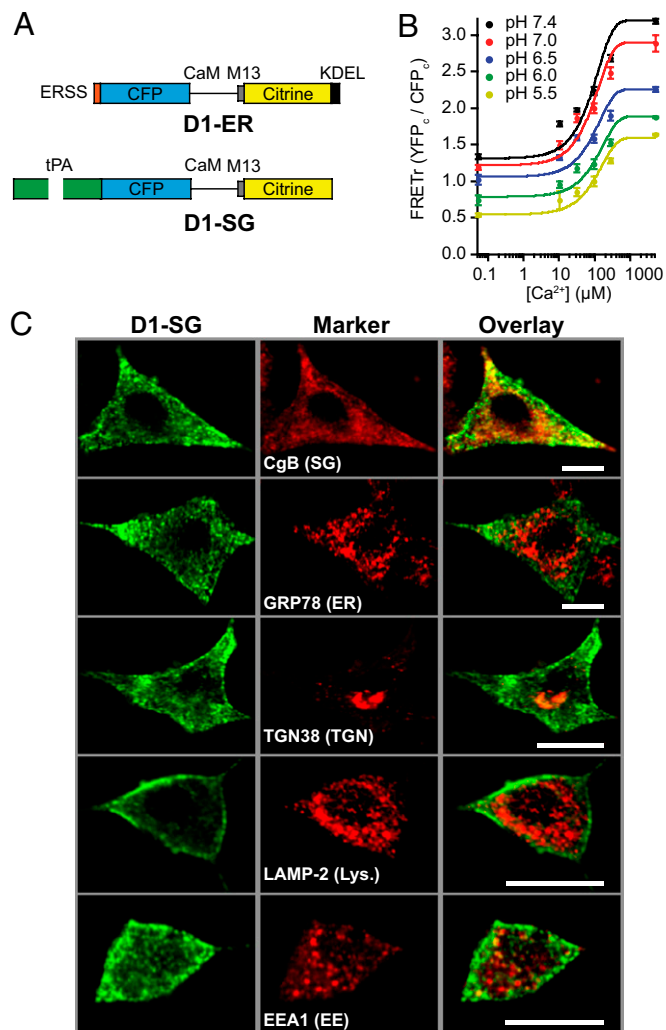 A
ERSS CFP CaM M13 Citrine KDEL
D1-ER
tPA CFP CaM M13 Citrine
D1-SG
B
FRETr (YFPc / CFPc)
3.0
2.5
2.0
1.5
1.0
0.5
0.0
pH 7.4
pH 7.0
pH 6.5
pH 6.0
pH 5.5
0.1 1 10 100 1000
[Ca²⁺] (µM)
C
D1-SG Marker Overlay
CgB (SG)
GRP78 (ER)
TGN38 (TGN)
LAMP-2 (Lys.)
EEA1 (EE)